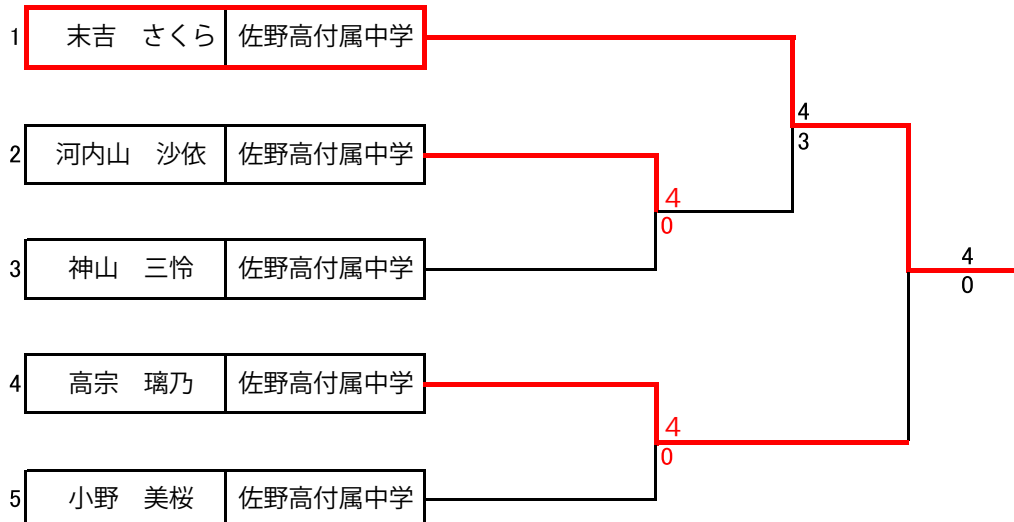 1 末吉　さくら 佐野高付属中学
4
3
2 河内山　沙依 佐野高付属中学
4
0
3 神山　三怜 佐野高付属中学
4
0
4 高宗　璃乃 佐野高付属中学
4
0
5 小野　美桜 佐野高付属中学